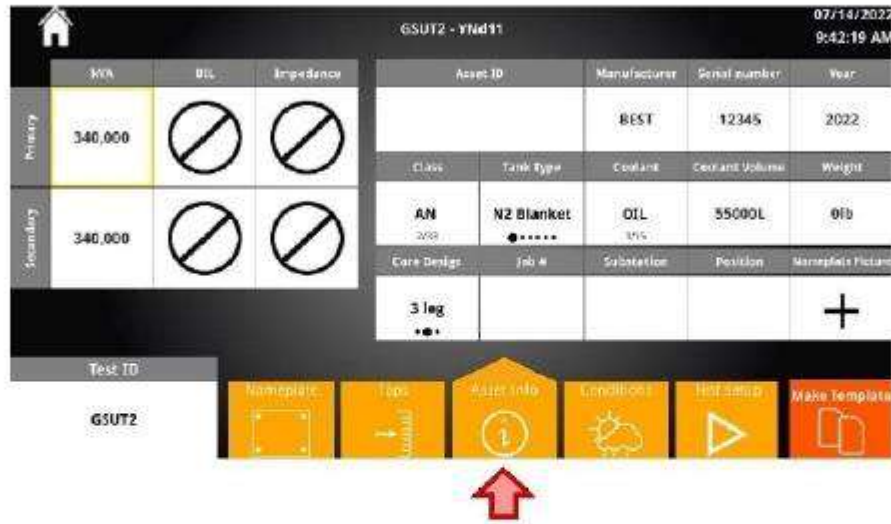 GSUT2 - YNd11
07/14/2022
9:42:19 AM
kVA BIL Impedance
Asset ID Manufacturer Serial number Year
Primary
340,000
BEST 12345 2022
Class Tank Type Coolant Coolant Volume Weight
Secondary
340,000
AN N2 Blanket OIL 55000L 0lb
Core Design Job # Substation Position Nameplate Picture
3 leg
Test ID
GSUT2
Nameplate Taps Asset Info Conditions Test Setup Make Template